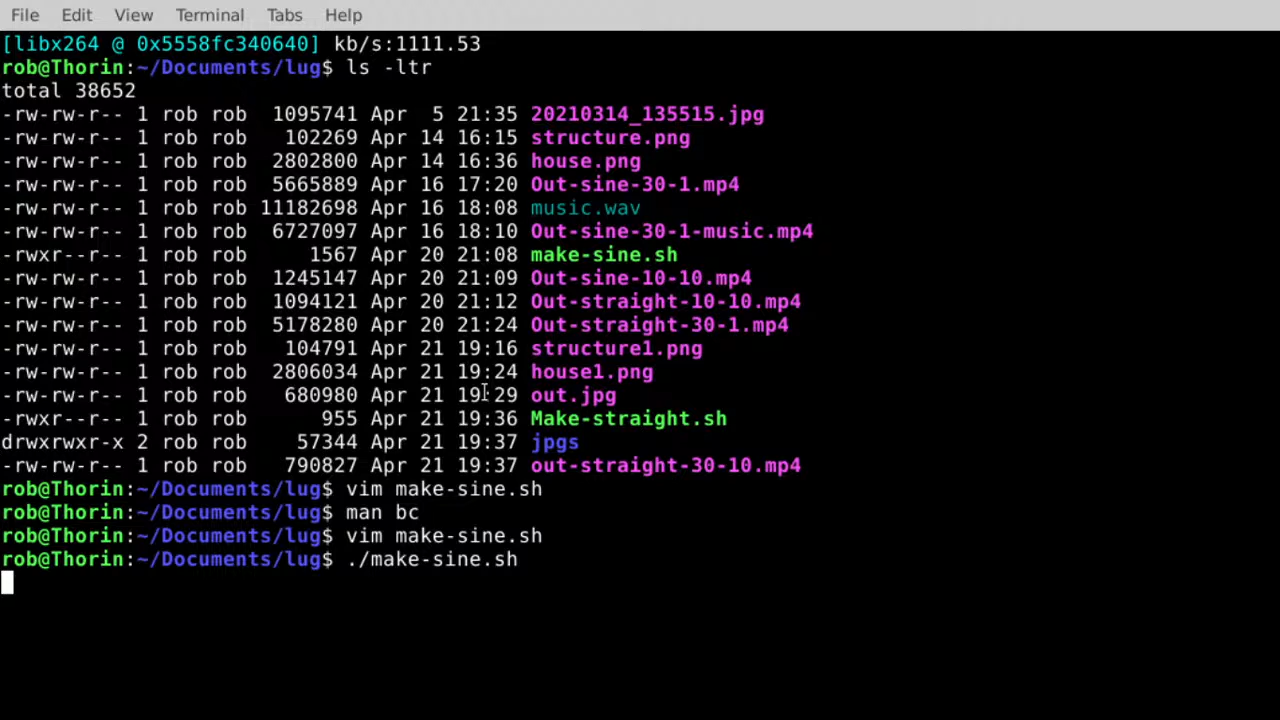 File Edit View Terminal Tabs Help
[libx264 @ 0x5558fc340640] kb/s:1111.53
rob@Thorin:~/Documents/lug$ ls -ltr
total 38652
-rw-rw-r-- 1 rob rob  1095741 Apr  5 21:35 20210314_135515.jpg
-rw-rw-r-- 1 rob rob   102269 Apr 14 16:15 structure.png
-rw-rw-r-- 1 rob rob  2802800 Apr 14 16:36 house.png
-rw-rw-r-- 1 rob rob  5665889 Apr 16 17:20 Out-sine-30-1.mp4
-rw-rw-r-- 1 rob rob 11182698 Apr 16 18:08 music.wav
-rw-rw-r-- 1 rob rob  6727097 Apr 16 18:10 Out-sine-30-1-music.mp4
-rwxr--r-- 1 rob rob     1567 Apr 20 21:08 make-sine.sh
-rw-rw-r-- 1 rob rob  1245147 Apr 20 21:09 Out-sine-10-10.mp4
-rw-rw-r-- 1 rob rob  1094121 Apr 20 21:12 Out-straight-10-10.mp4
-rw-rw-r-- 1 rob rob  5178280 Apr 20 21:24 Out-straight-30-1.mp4
-rw-rw-r-- 1 rob rob   104791 Apr 21 19:16 structure1.png
-rw-rw-r-- 1 rob rob  2806034 Apr 21 19:24 house1.png
-rw-rw-r-- 1 rob rob   680980 Apr 21 19:29 out.jpg
-rwxr--r-- 1 rob rob      955 Apr 21 19:36 Make-straight.sh
drwxrwxr-x 2 rob rob    57344 Apr 21 19:37 jpgs
-rw-rw-r-- 1 rob rob   790827 Apr 21 19:37 out-straight-30-10.mp4
rob@Thorin:~/Documents/lug$ vim make-sine.sh
rob@Thorin:~/Documents/lug$ man bc
rob@Thorin:~/Documents/lug$ vim make-sine.sh
rob@Thorin:~/Documents/lug$ ./make-sine.sh